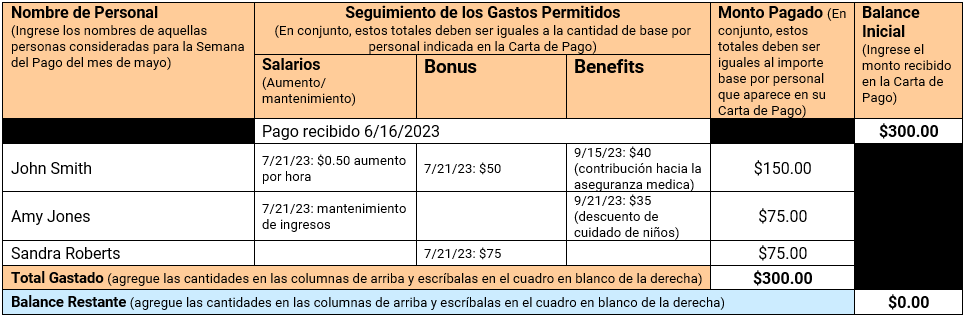 Nombre de Personal
(Ingrese los nombres de aquellas
personas consideradas para la Semana
del Pago del mes de mayo)
Seguimiento de los Gastos Permitidos
(En conjunto, estos totales deben ser iguales a la cantidad de base por
personal indicada en la Carta de Pago)
Salarios
(Aumento/
mantenimiento)
Bonus
Benefits
Monto Pagado (En
conjunto, estos
totales deben ser
iguales al importe
base por personal
que aparece en su
Carta de Pago)
Balance
Inicial
(Ingrese el
monto recibido
en la Carta de
Pago)
Pago recibido 6/16/2023
$300.00
John Smith
7/21/23: $0.50 aumento
por hora
7/21/23: $50
9/15/23: $40
(contribución hacia la
aseguranza medica)
$150.00
Amy Jones
7/21/23: mantenimiento
de ingresos
9/21/23: $35
(descuento de
cuidado de niños)
$75.00
Sandra Roberts
7/21/23: $75
$75.00
Total Gastado (agregue las cantidades en las columnas de arriba y escríbalas en el cuadro en blanco de la derecha)
$300.00
Balance Restante (agregue las cantidades en las columnas de arriba y escríbalas en el cuadro en blanco de la derecha)
$0.00